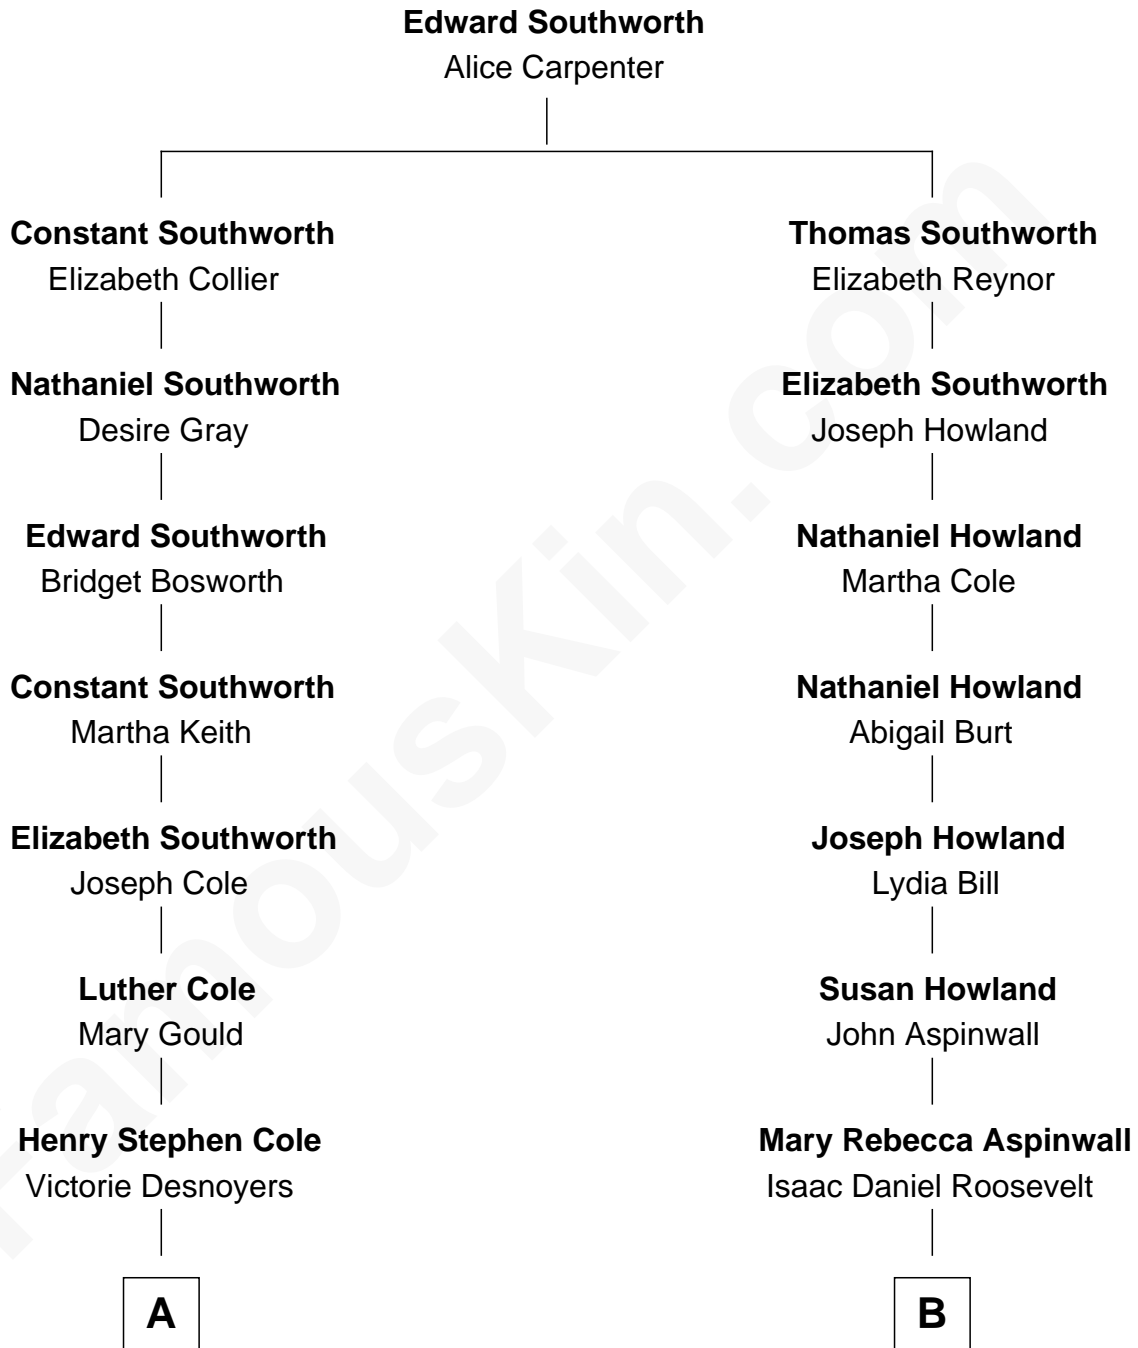 Edward Southworth
Alice Carpenter
Constant Southworth
Elizabeth Collier
Thomas Southworth
Elizabeth Reynor
Nathaniel Southworth
Desire Gray
Elizabeth Southworth
Joseph Howland
Edward Southworth
Bridget Bosworth
Nathaniel Howland
Martha Cole
Constant Southworth
Martha Keith
Nathaniel Howland
Abigail Burt
Elizabeth Southworth
Joseph Cole
Joseph Howland
Lydia Bill
Luther Cole
Mary Gould
Susan Howland
John Aspinwall
Henry Stephen Cole
Victorie Desnoyers
Mary Rebecca Aspinwall
Isaac Daniel Roosevelt
A
B
FamousKin.com